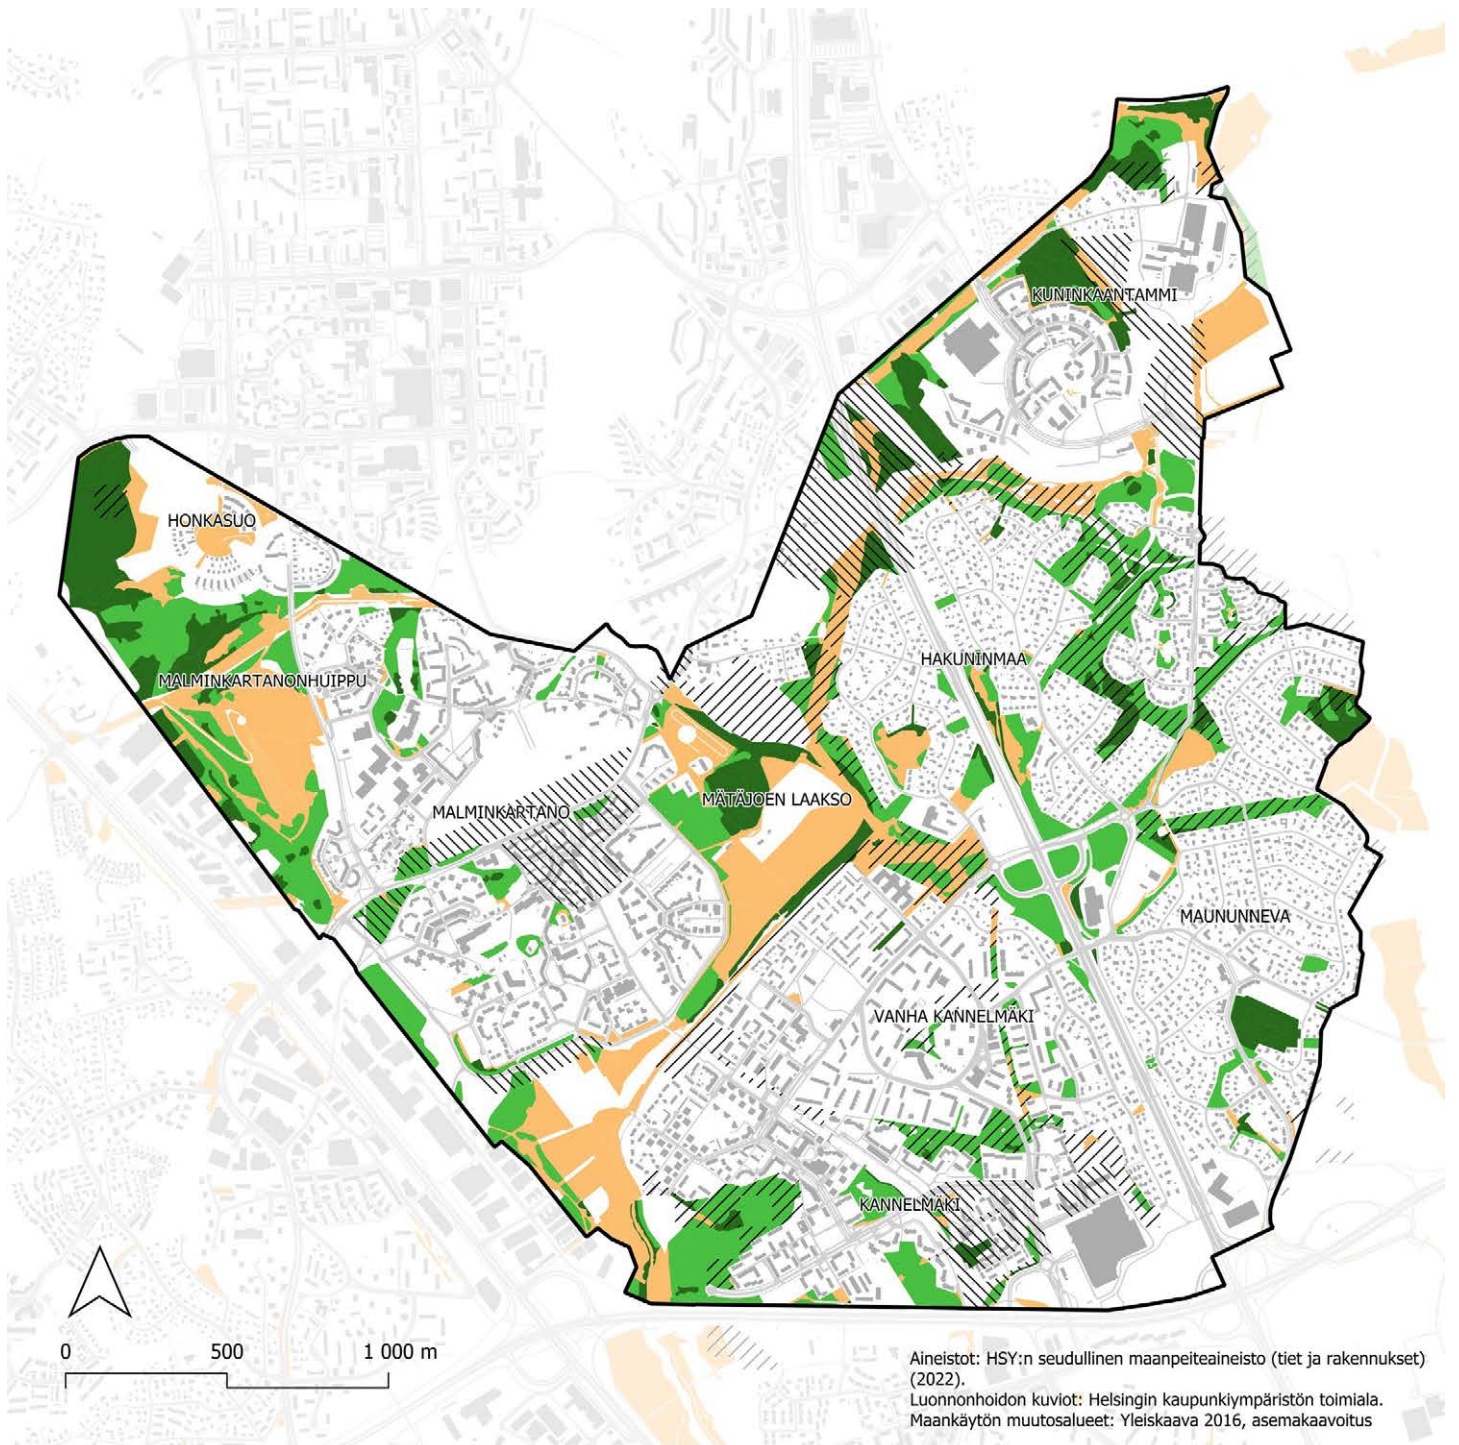 KUNINKAANTAMMI
HONKASUO
HAKUNINMAA
MALMINKARTANONHUIPPU
MALMINKARTANO
MÄTÄJOEN LAAKSO
MAUNUNNEVA
VANHA KANNELMÄKI
KANNELMÄKI
0 500 1 000 m
Aineistot: HSY:n seudullinen maanpeiteaineisto (tiet ja rakennukset)
(2022).
Luonnonhoidon kuviot: Helsingin kaupunkiympäristön toimiala.
Maankäytön muutosalueet: Yleiskaava 2016, asemakaavoitus